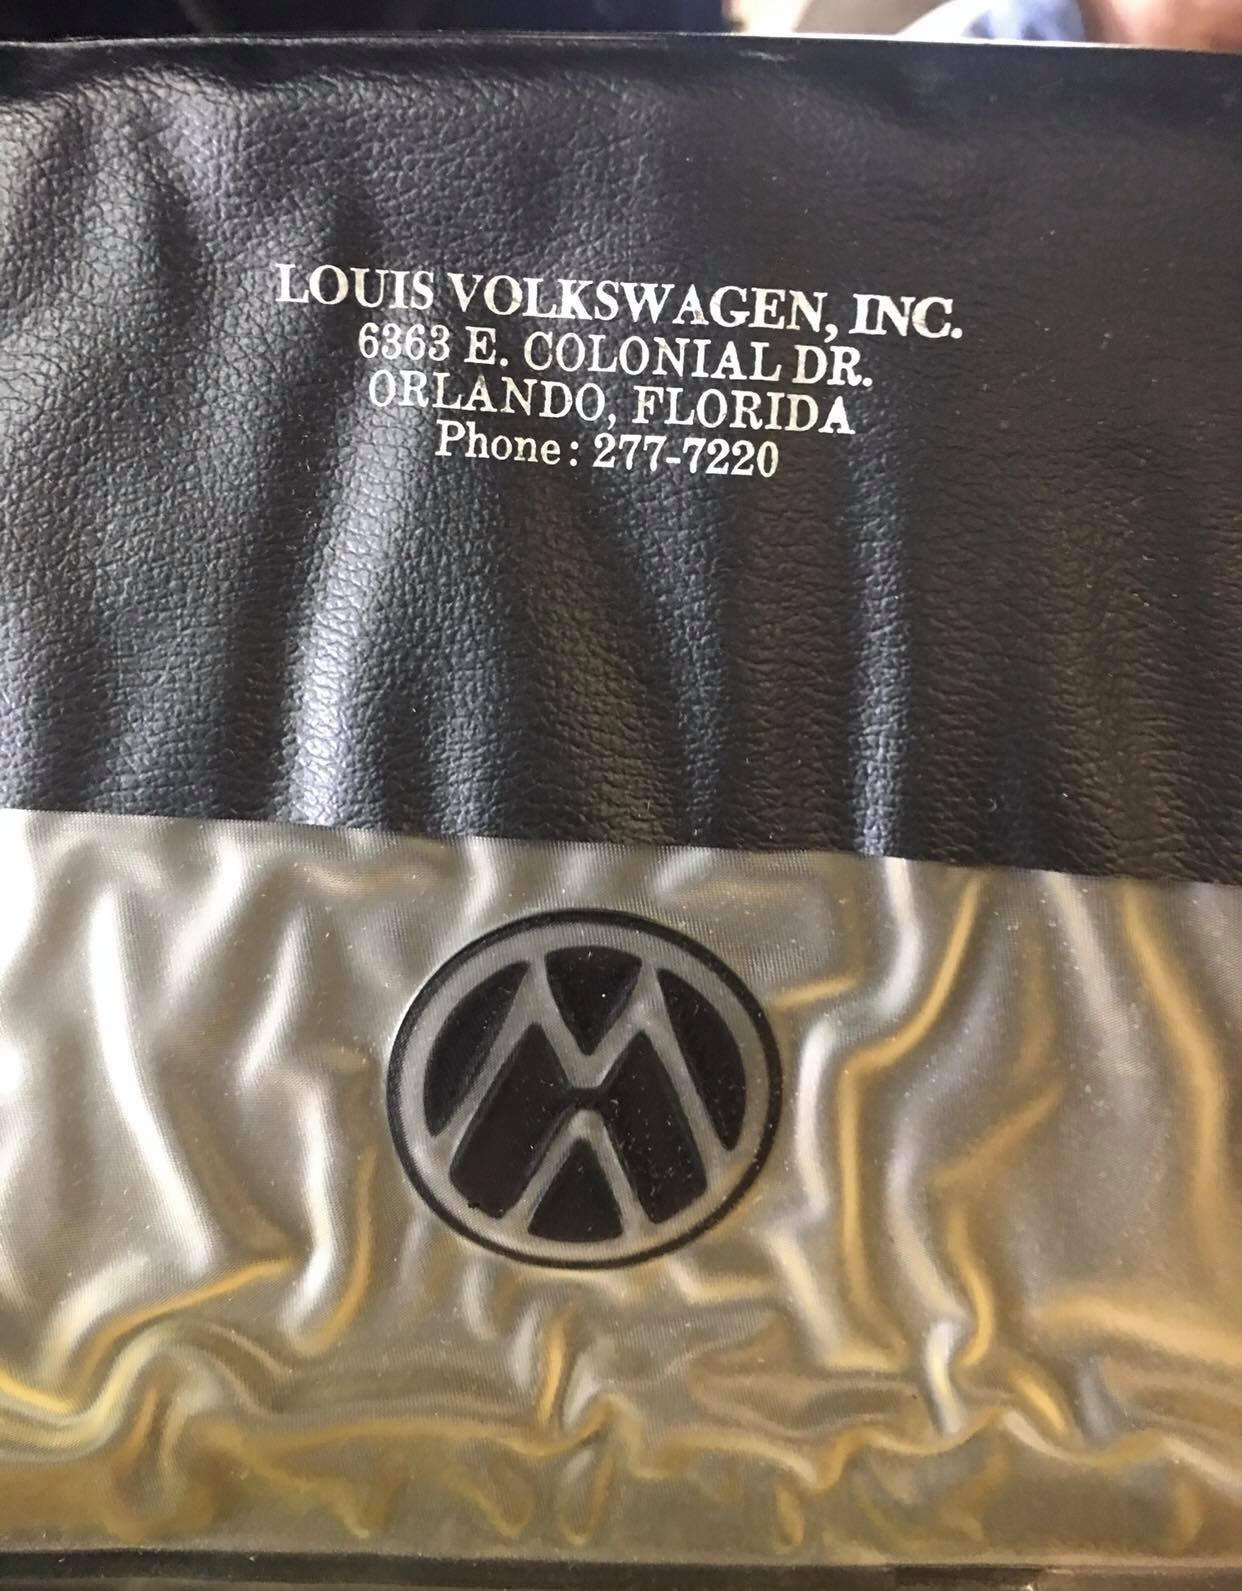 LOUIS VOLKSWAGEN, INC.
6363 E. COLONIAL DR.
ORLANDO, FLORIDA
Phone: 277-7220